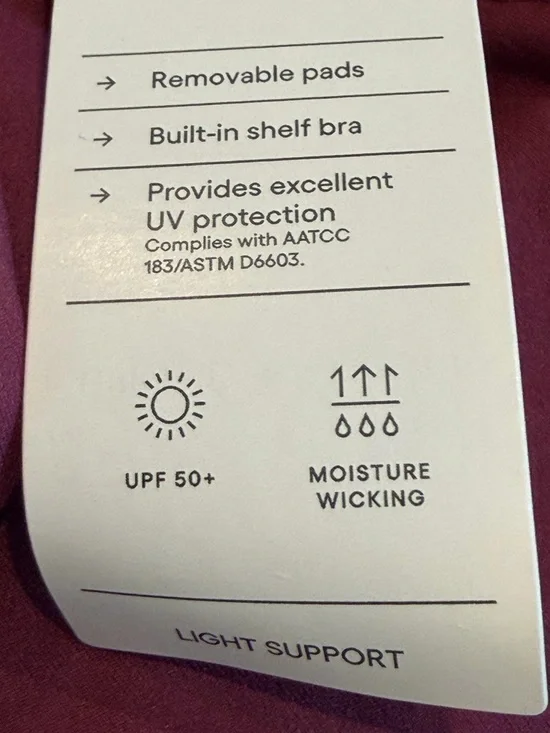 → Removable pads
→ Built-in shelf bra
→ Provides excellent
UV protection
Complies with AATCC
183/ASTM D6603.
UPF 50+
MOISTURE
WICKING
LIGHT SUPPORT